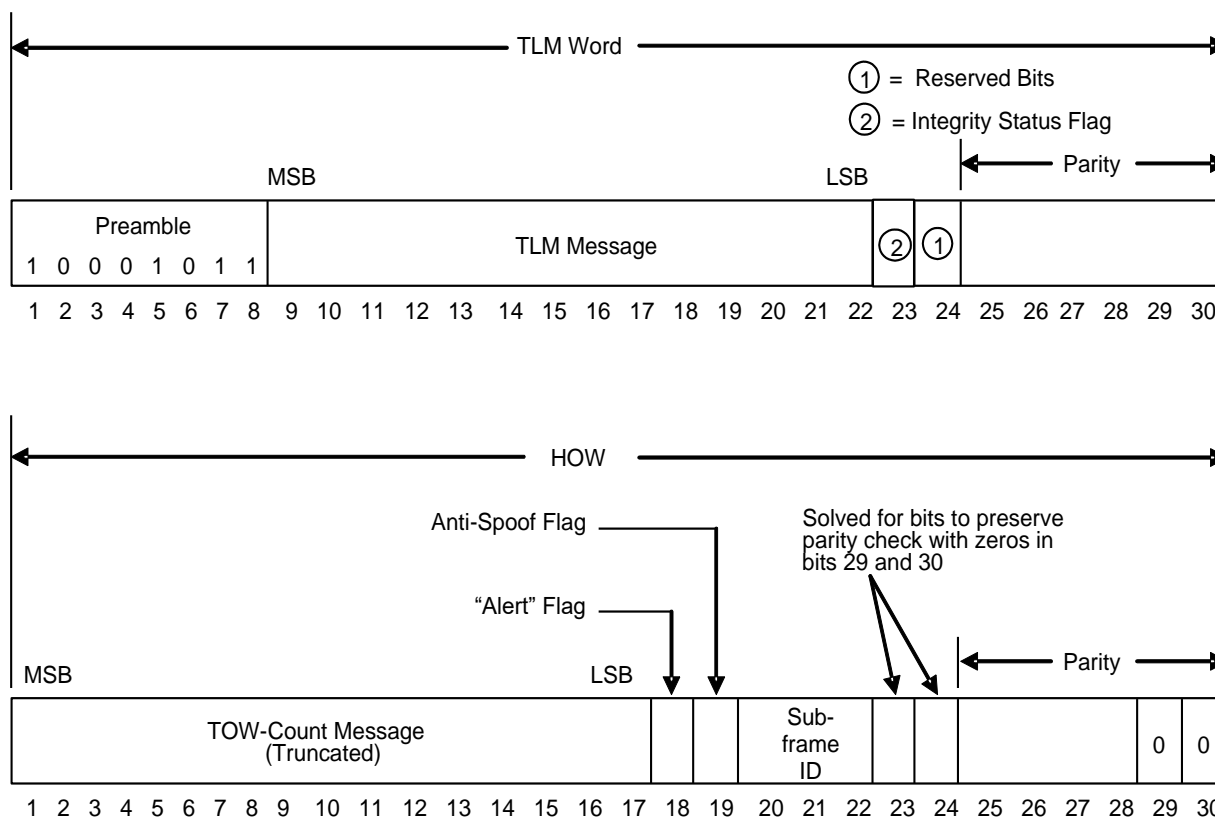 TLM Word
① = Reserved Bits
② = Integrity Status Flag
Parity
MSB
LSB
Preamble
1 0 0 0 1 0 1 1
TLM Message
② ①
1 2 3 4 5 6 7 8 9 10 11 12 13 14 15 16 17 18 19 20 21 22 23 24 25 26 27 28 29 30
HOW
Anti-Spoof Flag
Solved for bits to preserve
parity check with zeros in
bits 29 and 30
“Alert” Flag
Parity
MSB
LSB
TOW-Count Message
(Truncated)
Sub-
frame
ID
0 0
1 2 3 4 5 6 7 8 9 10 11 12 13 14 15 16 17 18 19 20 21 22 23 24 25 26 27 28 29 30